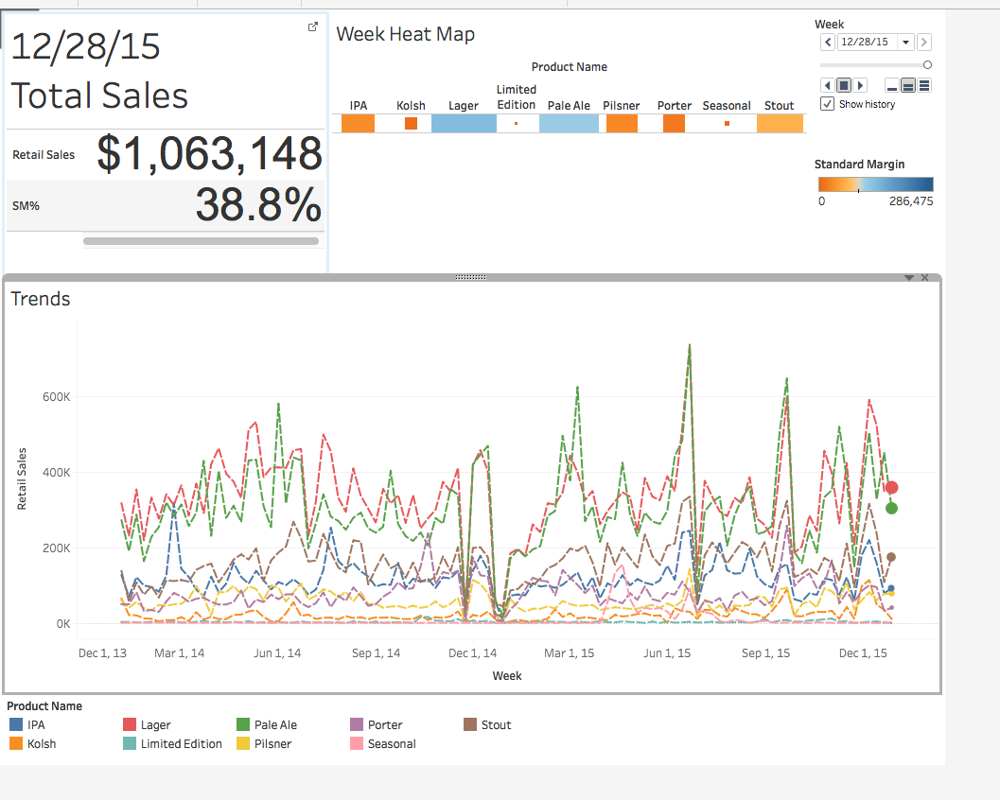 12/28/15
Total Sales
Retail Sales $1,063,148
SM% 38.8%
Week Heat Map
Product Name
IPA Kolsh Lager Limited Edition Pale Ale Pilsner Porter Seasonal Stout
Week
12/28/15
Show history
Standard Margin
0 286,475
Trends
600K
400K
200K
0K
Retail Sales
Dec 1, 13 Mar 1, 14 Jun 1, 14 Sep 1, 14 Dec 1, 14 Mar 1, 15 Jun 1, 15 Sep 1, 15 Dec 1, 15
Week
Product Name
IPA Lager Pale Ale Porter Stout
Kolsh Limited Edition Pilsner Seasonal